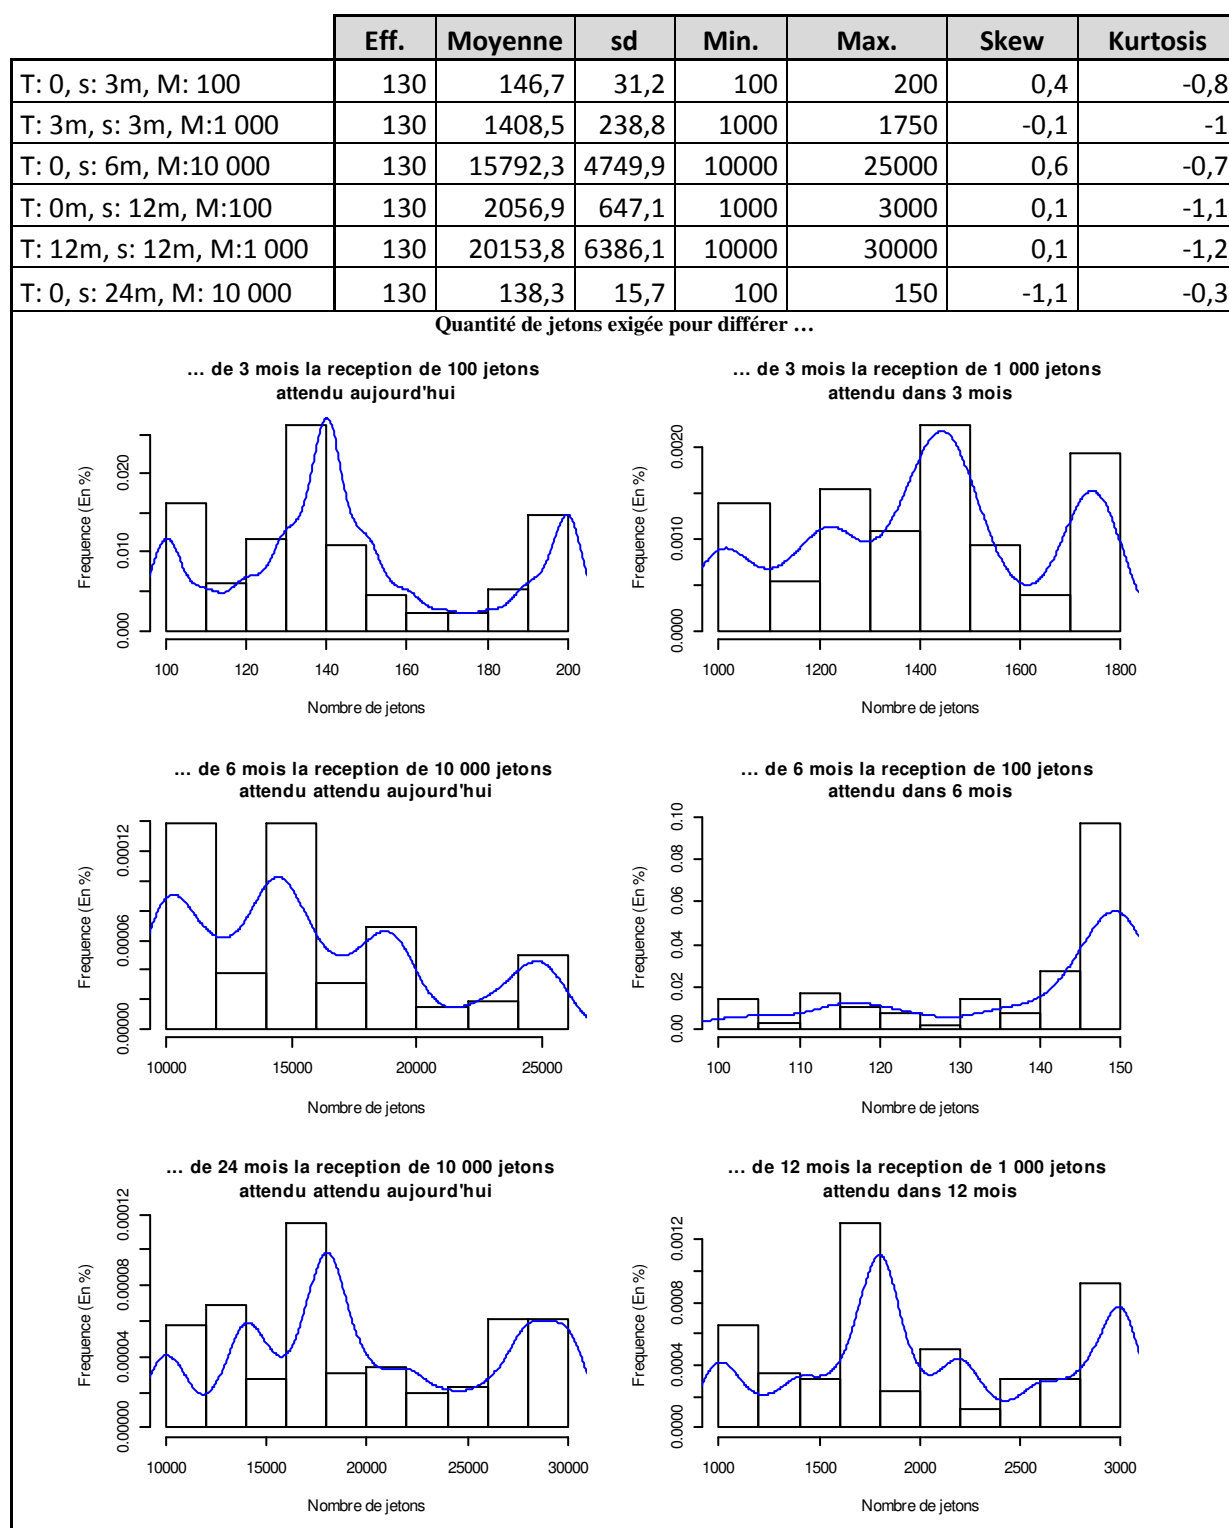 Eff. Moyenne sd Min. Max. Skew Kurtosis
T: 0, s: 3m, M: 100 130 146,7 31,2 100 200 0,4 -0,8
T: 3m, s: 3m, M:1 000 130 1408,5 238,8 1000 1750 -0,1 -1
T: 0, s: 6m, M:10 000 130 15792,3 4749,9 10000 25000 0,6 -0,7
T: 0m, s: 12m, M:100 130 2056,9 647,1 1000 3000 0,1 -1,1
T: 12m, s: 12m, M:1 000 130 20153,8 6386,1 10000 30000 0,1 -1,2
T: 0, s: 24m, M: 10 000 130 138,3 15,7 100 150 -1,1 -0,3
Quantité de jetons exigée pour différer ...
... de 3 mois la reception de 100 jetons
attendu aujourd'hui
Frequence (En %)
0.000 0.010 0.020
100 120 140 160 180 200
Nombre de jetons
... de 3 mois la reception de 1 000 jetons
attendu dans 3 mois
Frequence (En %)
0.0000 0.0010 0.0020
1000 1200 1400 1600 1800
Nombre de jetons
... de 6 mois la reception de 10 000 jetons
attendu attendu aujourd'hui
Frequence (En %)
0.00000 0.00006 0.00012
10000 15000 20000 25000
Nombre de jetons
... de 6 mois la reception de 100 jetons
attendu dans 6 mois
Frequence (En %)
0.00 0.02 0.04 0.06 0.08 0.10
100 110 120 130 140 150
Nombre de jetons
... de 24 mois la reception de 10 000 jetons
attendu attendu aujourd'hui
Frequence (En %)
0.00000 0.00004 0.00008 0.00012
10000 15000 20000 25000 30000
Nombre de jetons
... de 12 mois la reception de 1 000 jetons
attendu dans 12 mois
Frequence (En %)
0.0000 0.0004 0.0008 0.0012
1000 1500 2000 2500 3000
Nombre de jetons